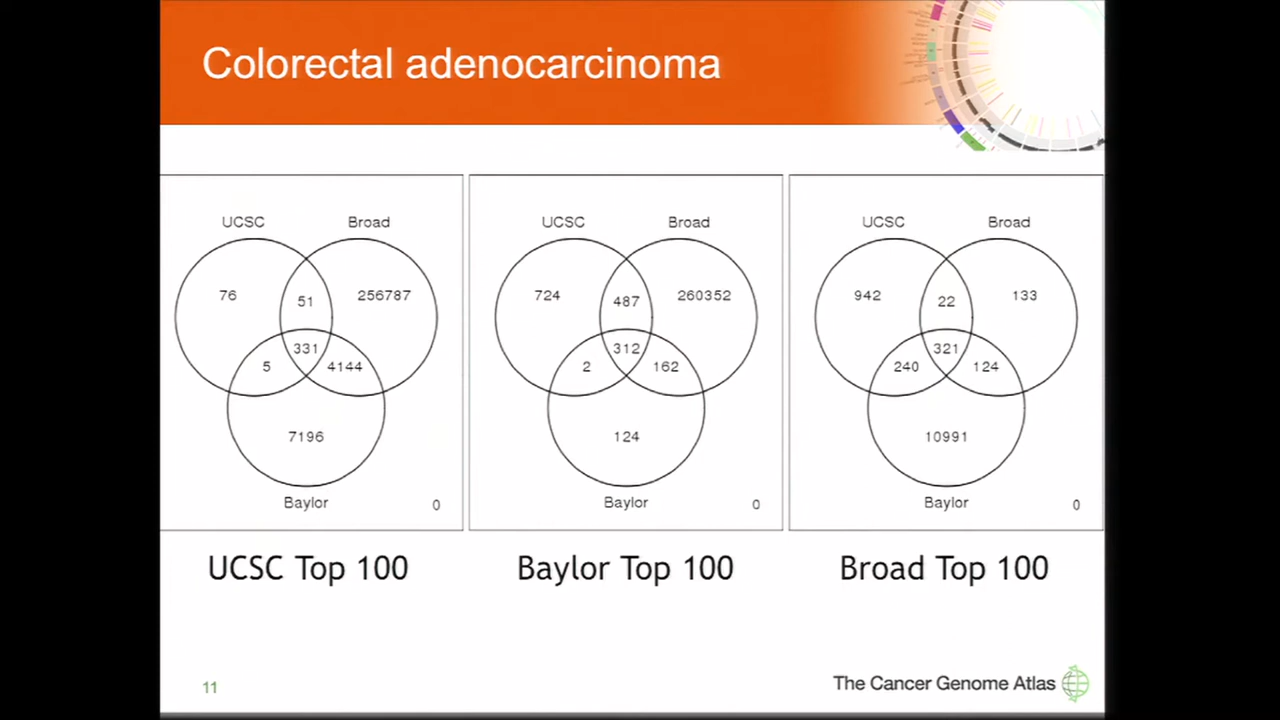 Colorectal adenocarcinoma
UCSC
Broad
76
51
256787
331
5
4144
7196
Baylor
0
UCSC Top 100
UCSC
Broad
724
487
260352
312
2
162
124
Baylor
0
Baylor Top 100
UCSC
Broad
942
22
133
321
240
124
10991
Baylor
0
Broad Top 100
11
The Cancer Genome Atlas